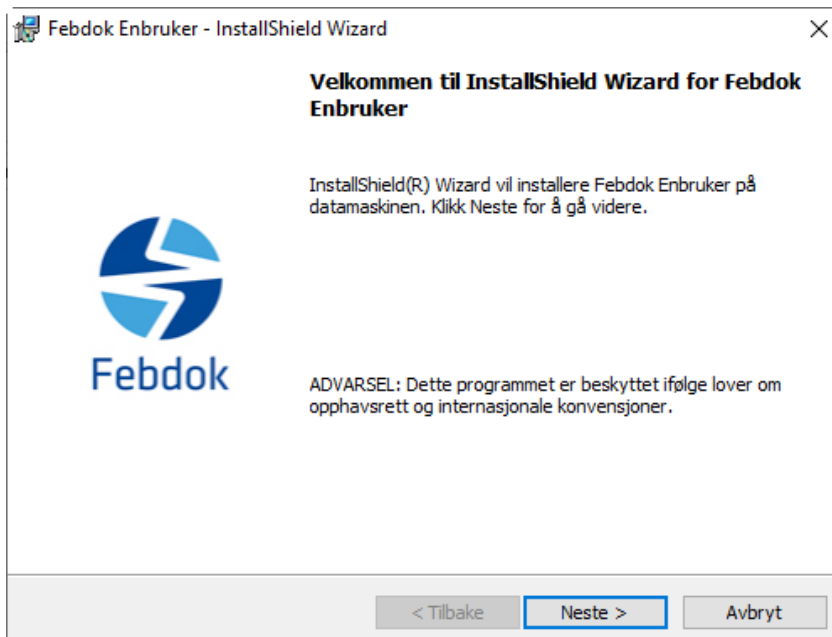 Febdok Enbruker - InstallShield Wizard
Velkommen til InstallShield Wizard for Febdok
Enbruker
InstallShield(R) Wizard vil installere Febdok Enbruker på
datamaskinen. Klikk Neste for å gå videre.
Febdok
ADVARSEL: Dette programmet er beskyttet ifølge lover om
opphavsrett og internasjonale konvensjoner.
< Tilbake
Neste >
Avbryt